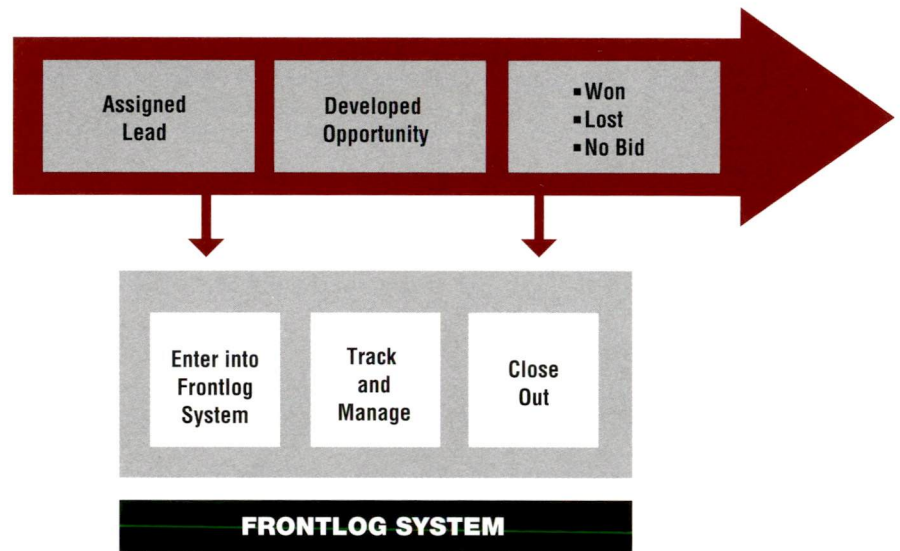 Assigned
Lead
Developed
Opportunity
▪Won
▪Lost
▪No Bid
Enter into
Frontlog
System
Track
and
Manage
Close
Out
FRONTLOG SYSTEM